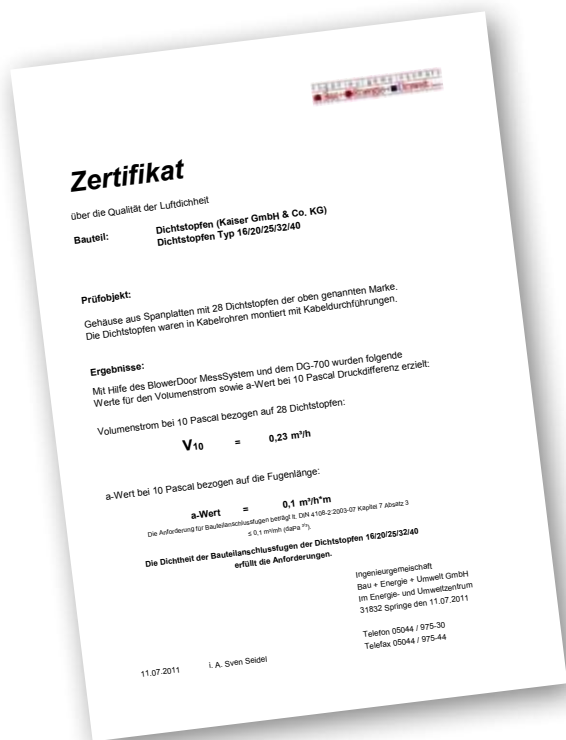 Bau + Energie + Umwelt
Zertifikat
über die Qualität der Luftdichheit
Bauteil: Dichtstopfen (Kaiser GmbH & Co. KG)
Dichtstopfen Typ 16/20/25/32/40
Prüfobjekt:
Gehäuse aus Spanplatten mit 28 Dichtstopfen der oben genannten Marke.
Die Dichtstopfen waren in Kabelrohren montiert mit Kabeldurchführungen.
Ergebnisse:
Mit Hilfe des BlowerDoor MessSystem und dem DG-700 wurden folgende
Werte für den Volumenstrom sowie a-Wert bei 10 Pascal Druckdifferenz erzielt:
Volumenstrom bei 10 Pascal bezogen auf 28 Dichtstopfen:
V10 = 0,23 m³/h
a-Wert bei 10 Pascal bezogen auf die Fugenlänge:
a-Wert = 0,1 m³/h*m
Die Anforderung für Bauteilanschlussfugen beträgt lt. DIN 4108-2:2003-07 Kapitel 7 Absatz 3
≤ 0,1 m³/mh (daPa ²ᐟ³).
Die Dichtheit der Bauteilanschlussfugen der Dichtstopfen 16/20/25/32/40
erfüllt die Anforderungen.
Ingenieurgemeischaft
Bau + Energie + Umwelt GmbH
Im Energie- und Umweltzentrum
31832 Springe den 11.07.2011
Telefon 05044 / 975-30
Telefax 05044 / 975-44
11.07.2011 i. A. Sven Seidel